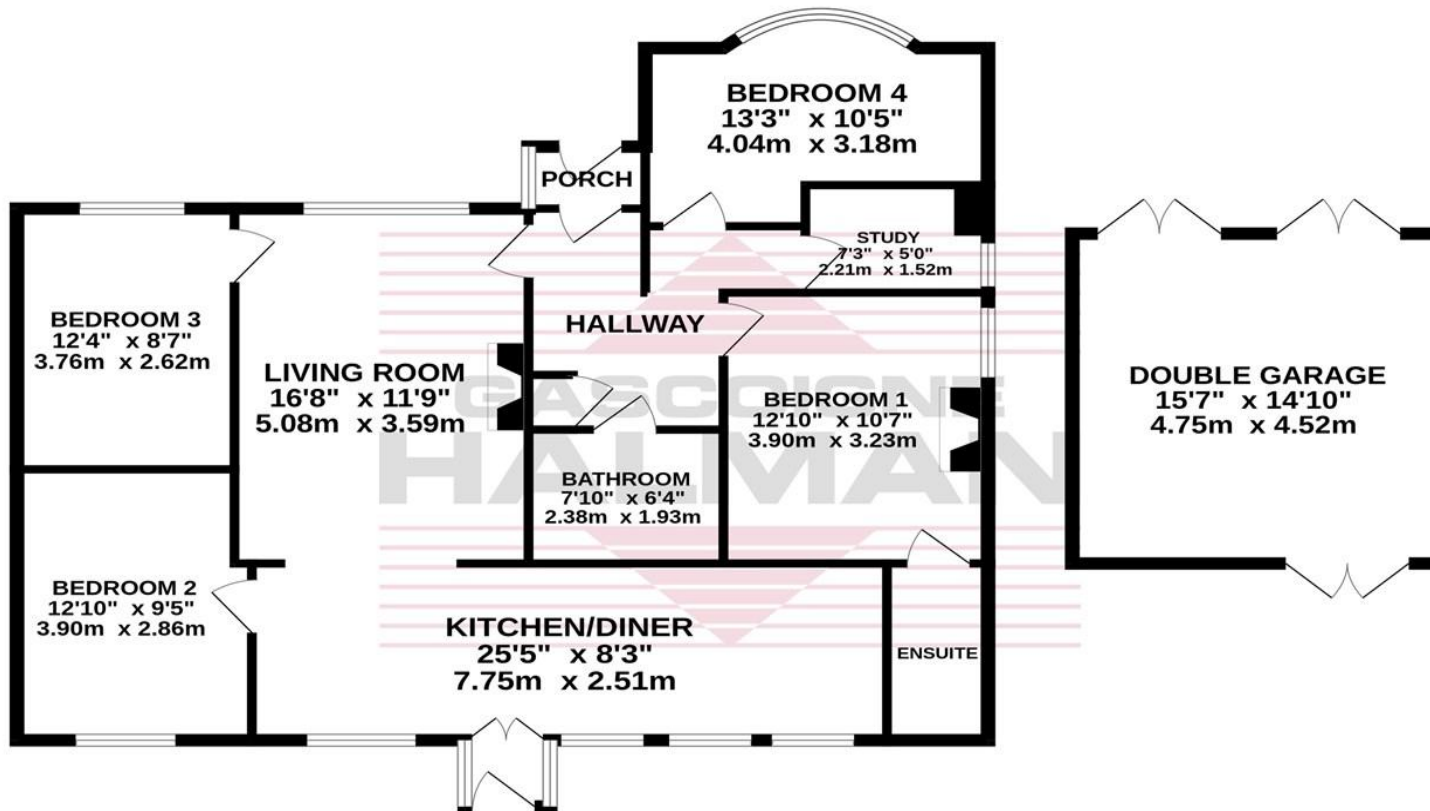 BEDROOM 4
13'3" x 10'5"
4.04m x 3.18m
PORCH
STUDY
7'3" x 5'0"
2.21m x 1.52m
BEDROOM 3
12'4" x 8'7"
3.76m x 2.62m
HALLWAY
LIVING ROOM
16'8" x 11'9"
5.08m x 3.59m
BEDROOM 1
12'10" x 10'7"
3.90m x 3.23m
DOUBLE GARAGE
15'7" x 14'10"
4.75m x 4.52m
GASCOIGNE
HALMAN
BATHROOM
7'10" x 6'4"
2.38m x 1.93m
BEDROOM 2
12'10" x 9'5"
3.90m x 2.86m
KITCHEN/DINER
25'5" x 8'3"
7.75m x 2.51m
ENSUITE